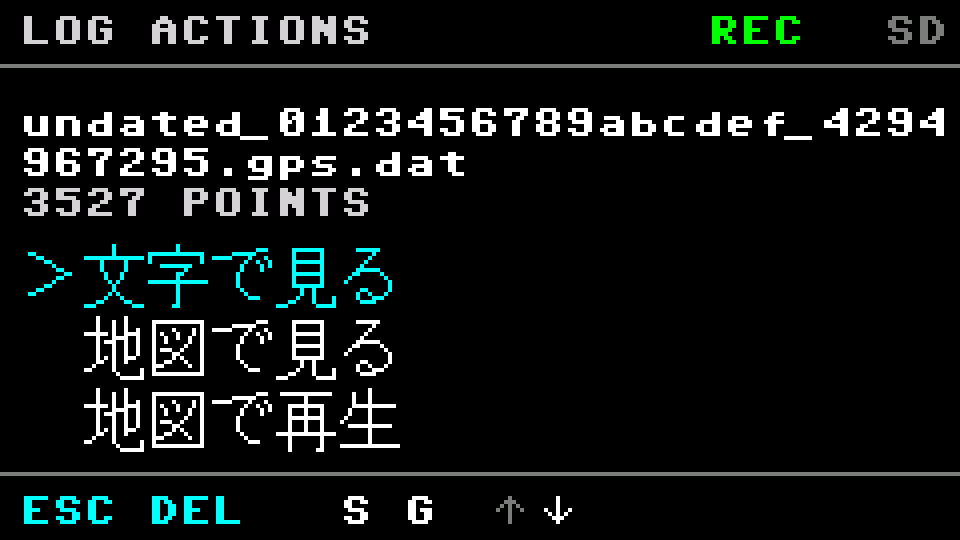 LOG ACTIONS REC SD
undated_0123456789abcdef_4294
967295.gps.dat
3527 POINTS
>文字で見る
地図で見る
地図で再生
ESC DEL S G ↑↓